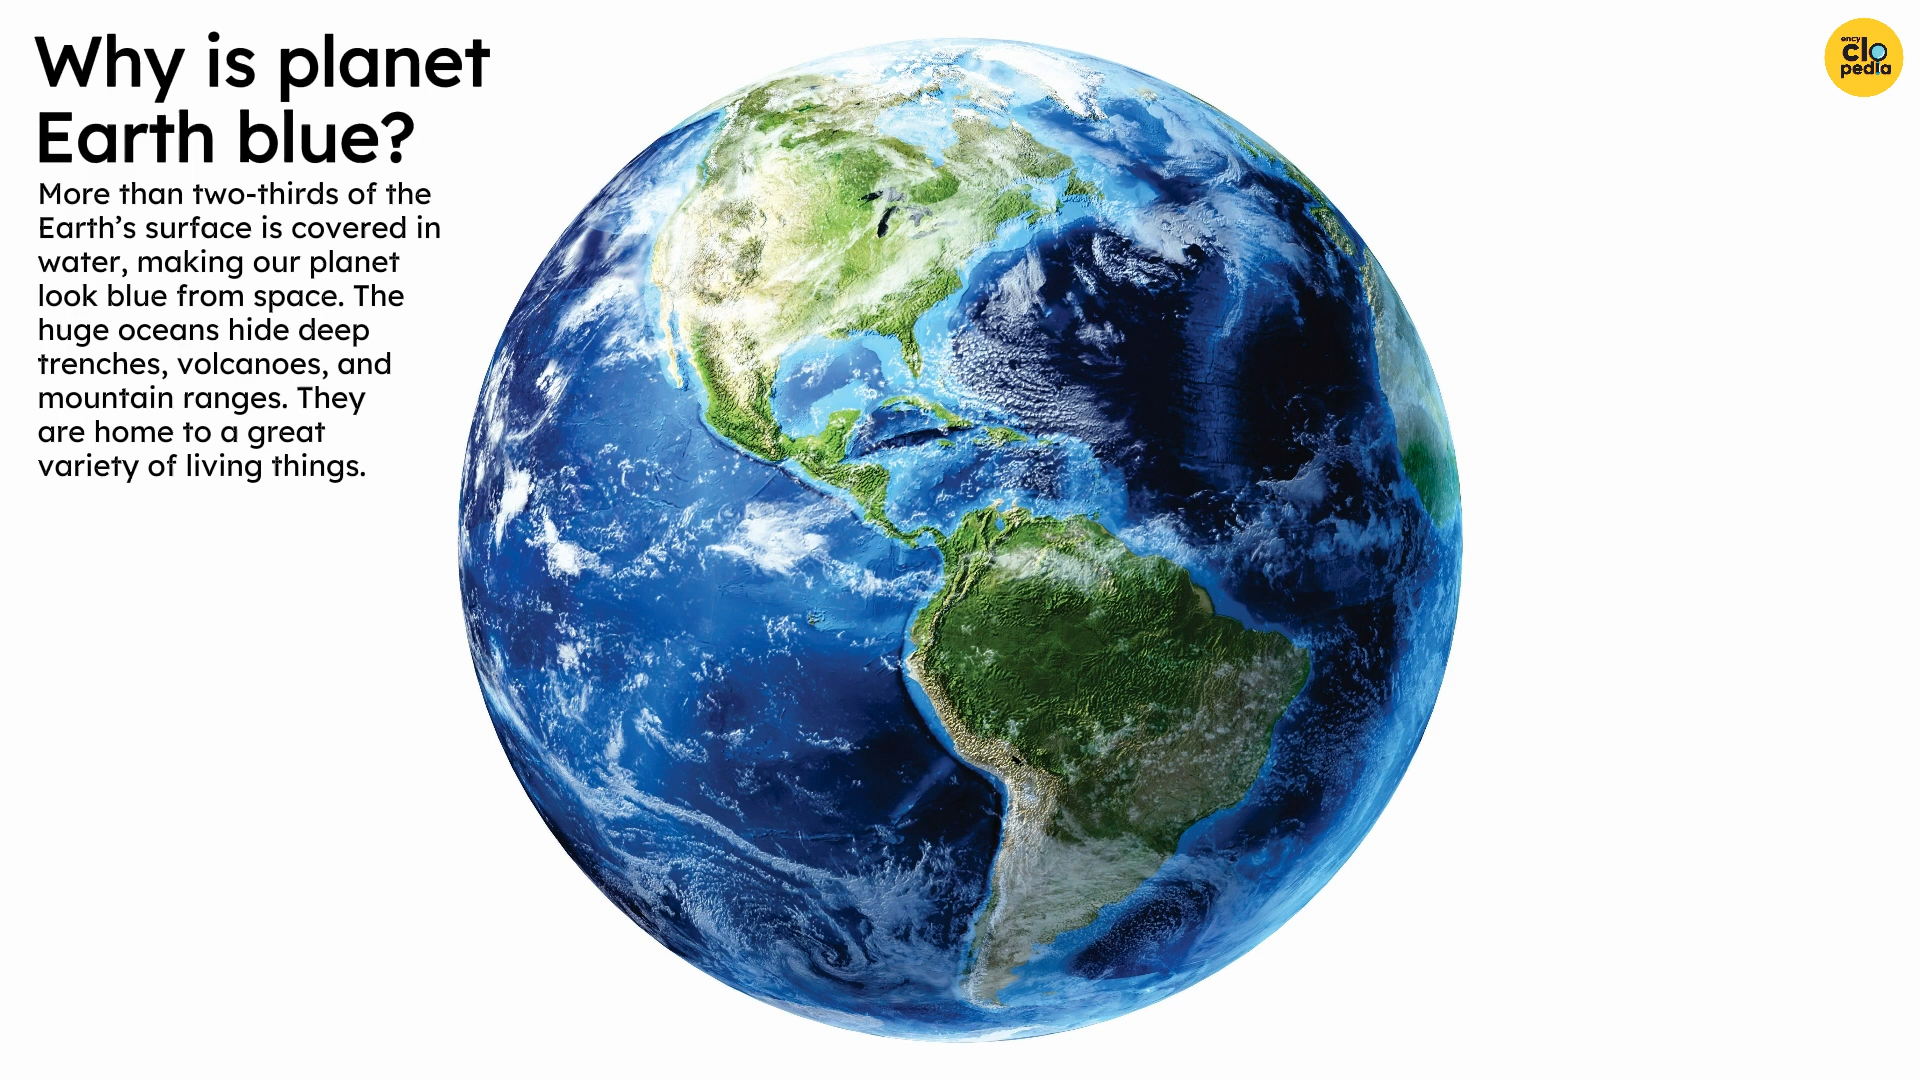 Why is planet
Earth blue?
More than two-thirds of the
Earth’s surface is covered in
water, making our planet
look blue from space. The
huge oceans hide deep
trenches, volcanoes, and
mountain ranges. They
are home to a great
variety of living things.
ency
clo
pedia